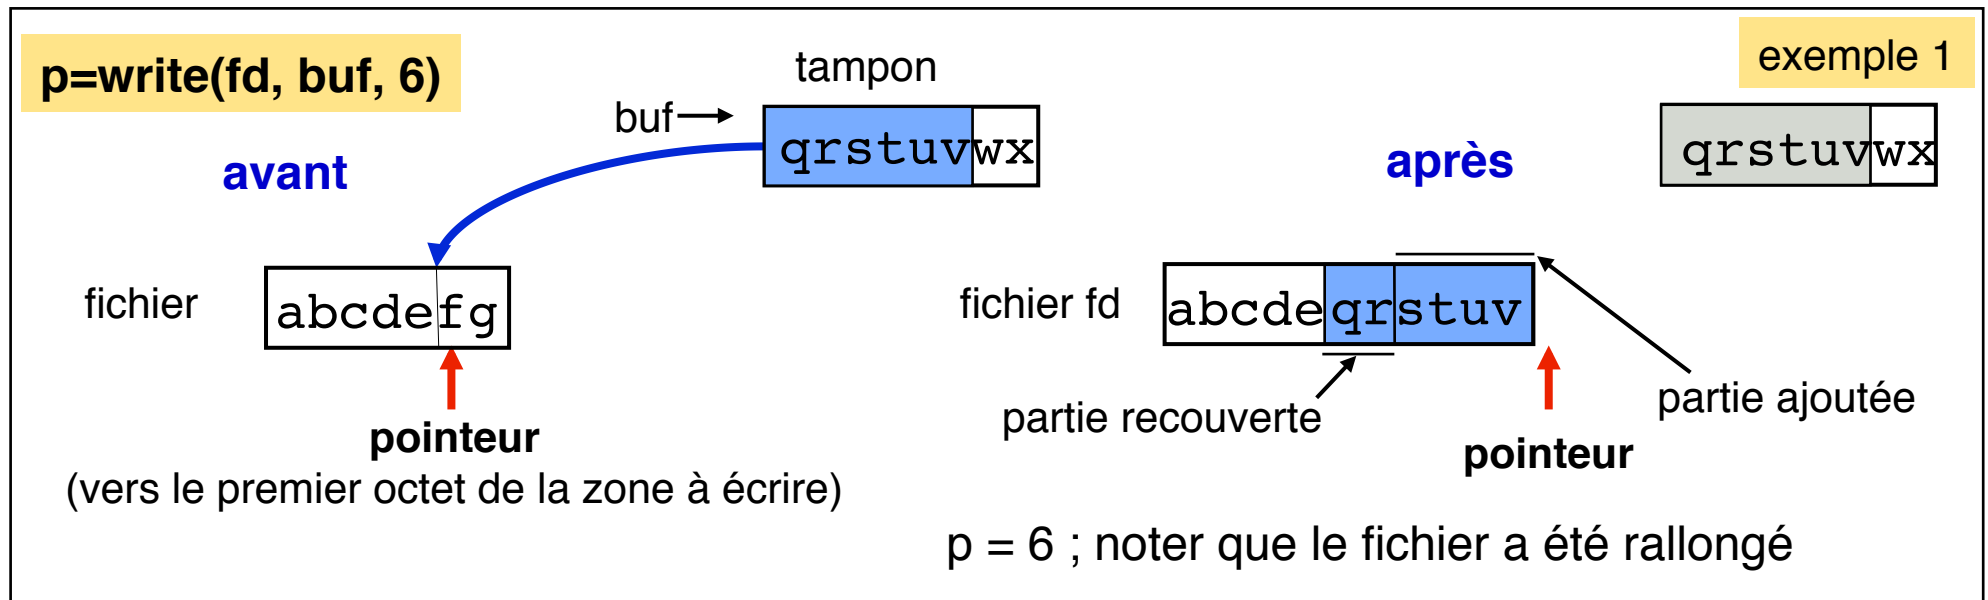 p=write(fd, buf, 6)
tampon
exemple 1
buf
qrstuvwx
qrstuvwx
avant
après
fichier
abcdefg
fichier fd
abcdeqrstuv
pointeur
(vers le premier octet de la zone à écrire)
partie recouverte
partie ajoutée
pointeur
p = 6 ; noter que le fichier a été rallongé